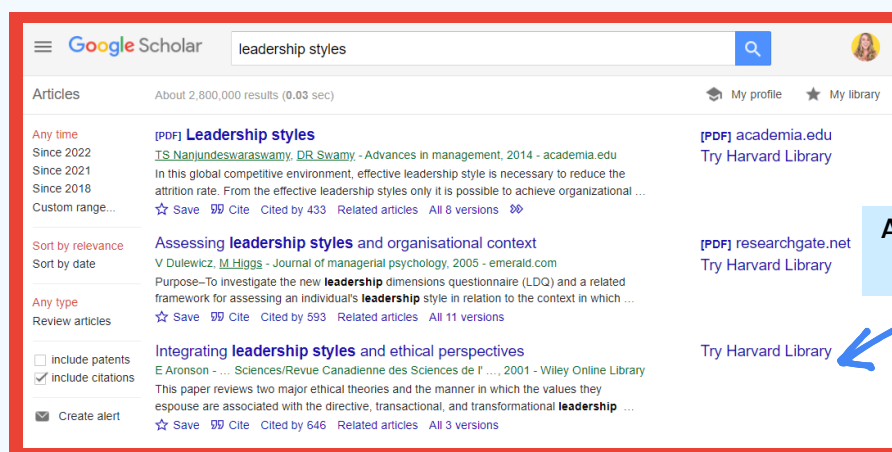 Google Scholar
leadership styles
Articles
About 2,800,000 results (0.03 sec)
My profile
My library
Any time
Since 2022
Since 2021
Since 2018
Custom range...
Sort by relevance
Sort by date
Any type
Review articles
include patents
include citations
Create alert
[PDF] Leadership styles
TS Nanjundeswaraswamy, DR Swamy - Advances in management, 2014 - academia.edu
In this global competitive environment, effective leadership style is necessary to reduce the
attrition rate. From the effective leadership styles only it is possible to achieve organizational ...
Save Cite Cited by 433 Related articles All 8 versions
[PDF] academia.edu
Try Harvard Library
Assessing leadership styles and organisational context
V Dulewicz, M Higgs - Journal of managerial psychology, 2005 - emerald.com
Purpose–To investigate the new leadership dimensions questionnaire (LDQ) and a related
framework for assessing an individual's leadership style in relation to the context in which ...
Save Cite Cited by 593 Related articles All 11 versions
[PDF] researchgate.net
Try Harvard Library
A
Integrating leadership styles and ethical perspectives
E Aronson - ... Sciences/Revue Canadienne des Sciences de l' ..., 2001 - Wiley Online Library
This paper reviews two major ethical theories and the manner in which the values they
espouse are associated with the directive, transactional, and transformational leadership ...
Save Cite Cited by 646 Related articles All 3 versions
Try Harvard Library